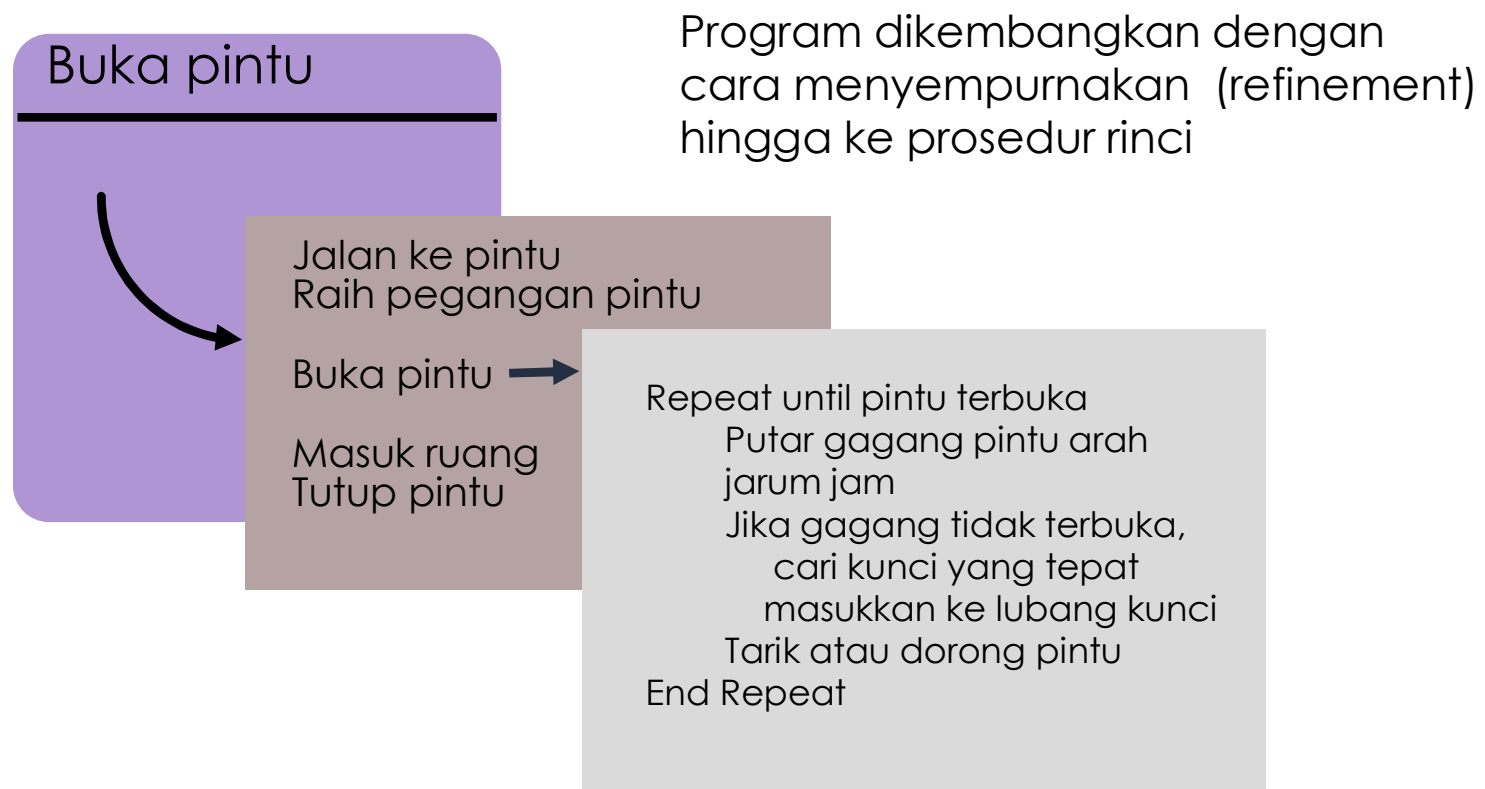 Buka pintu
Program dikembangkan dengan
cara menyempurnakan (refinement)
hingga ke prosedur rinci
Jalan ke pintu
Raih pegangan pintu
Buka pintu
Masuk ruang
Tutup pintu
Repeat until pintu terbuka
Putar gagang pintu arah
jarum jam
Jika gagang tidak terbuka,
cari kunci yang tepat
masukkan ke lubang kunci
Tarik atau dorong pintu
End Repeat